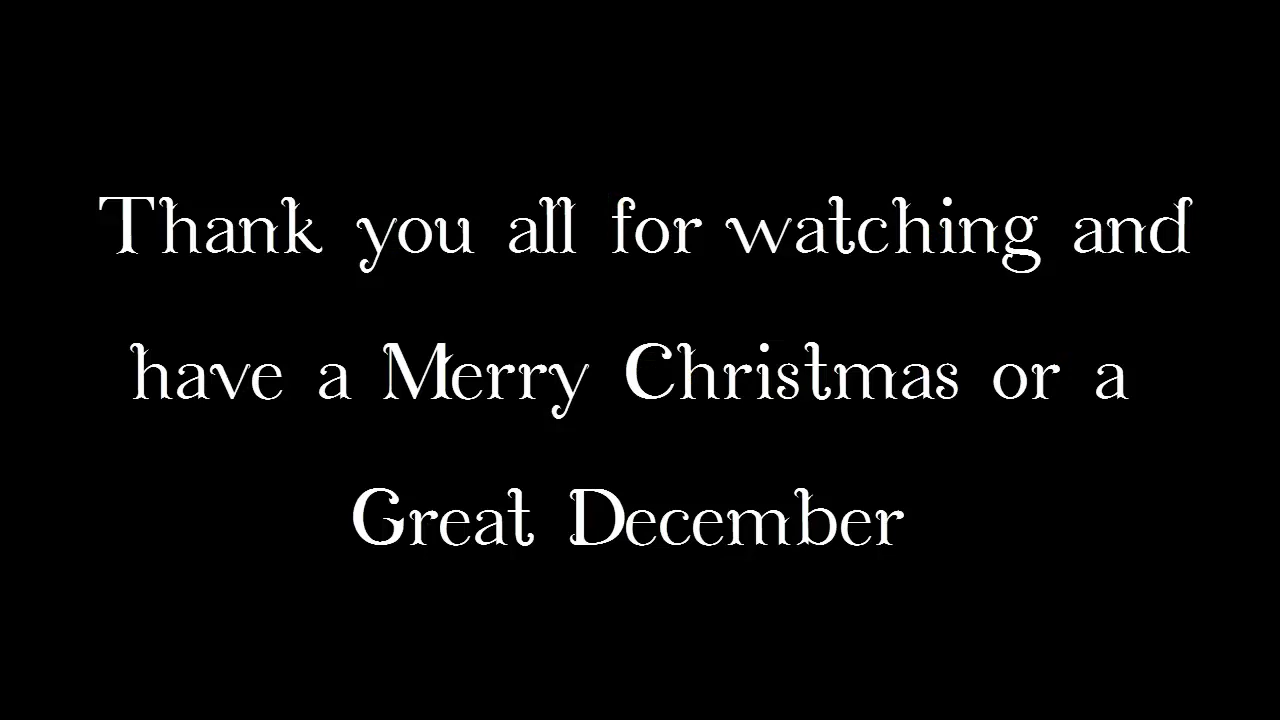 Thank you all for watching and
have a Merry Christmas or a
Great December